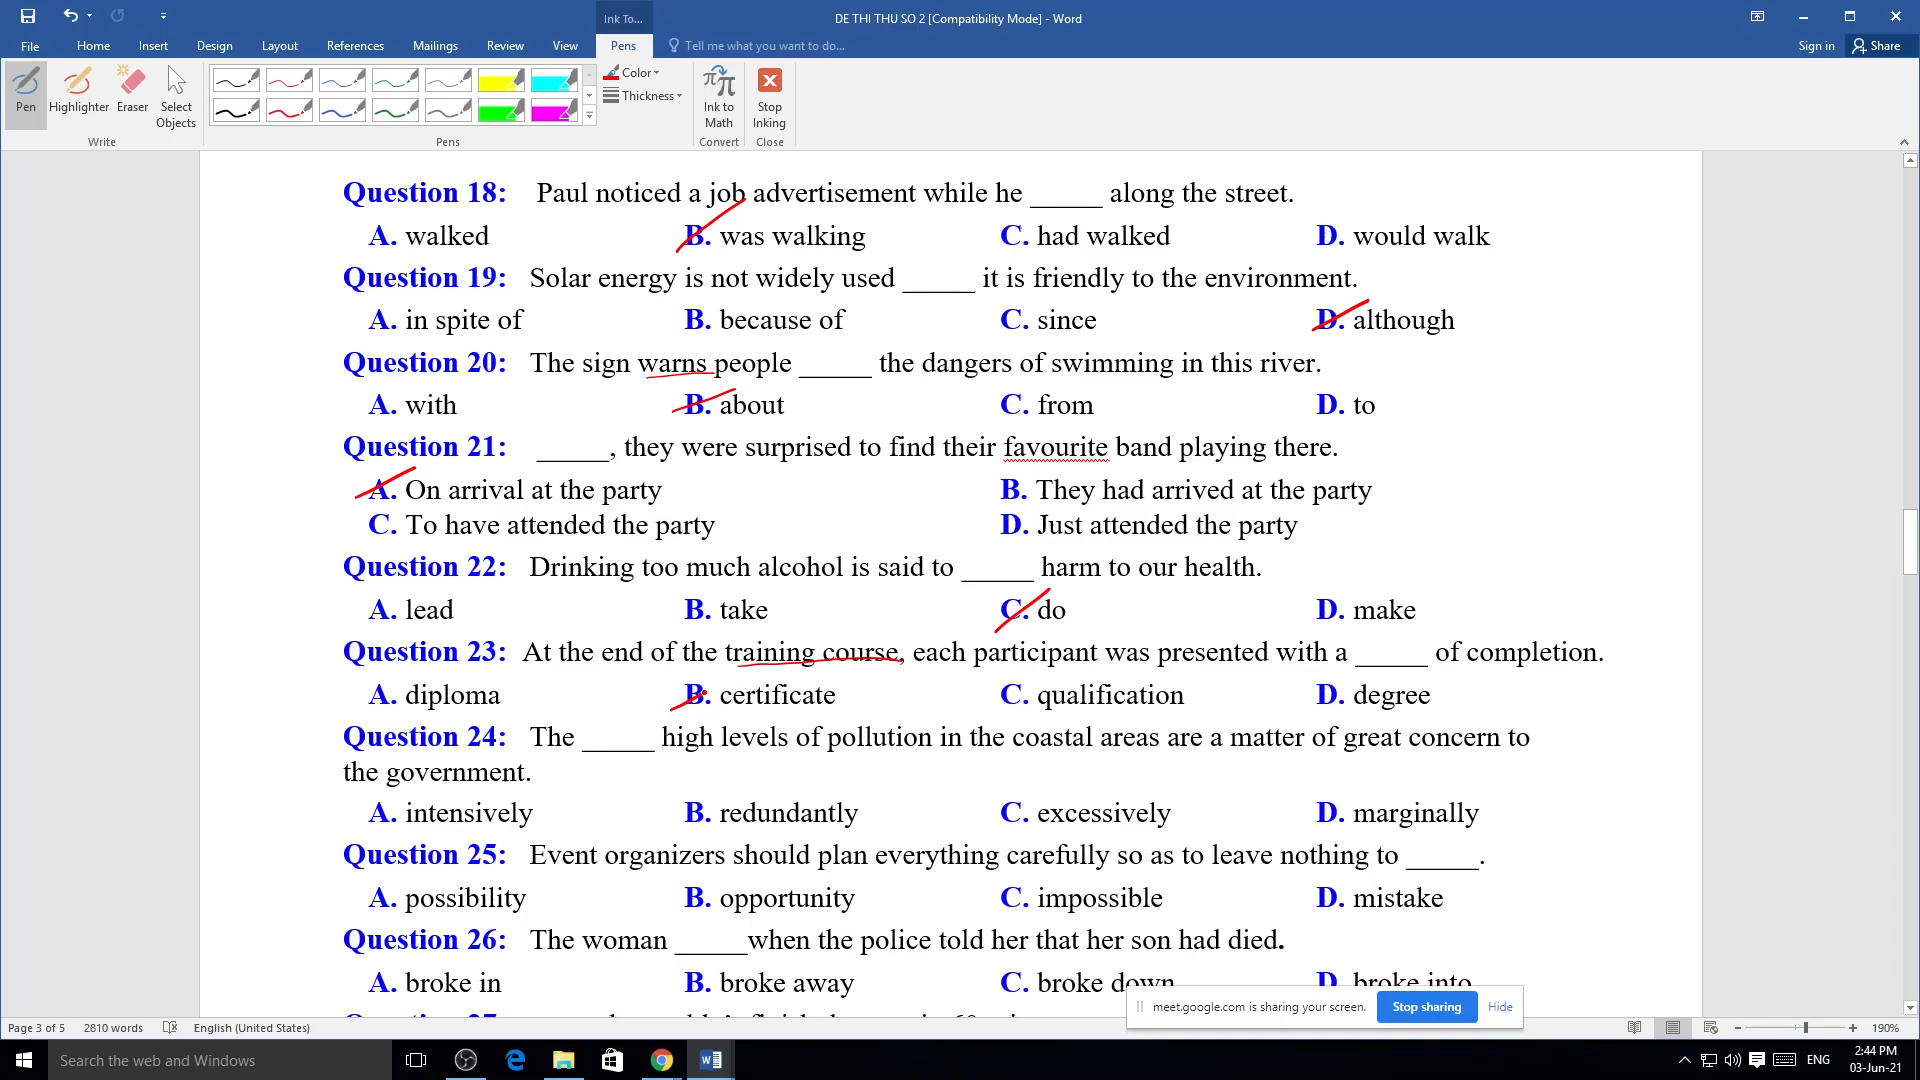 Ink To...
DE THI THU SO 2 [Compatibility Mode] - Word
File Home Insert Design Layout References Mailings Review View Pens Tell me what you want to do... Sign in Share
Pen Highlighter Eraser Select Objects
Color
Thickness
Ink to Math
Stop Inking
Write Pens Convert Close
Question 18: Paul noticed a job advertisement while he _____ along the street.
A. walked B. was walking C. had walked D. would walk
Question 19: Solar energy is not widely used _____ it is friendly to the environment.
A. in spite of B. because of C. since D. although
Question 20: The sign warns people _____ the dangers of swimming in this river.
A. with B. about C. from D. to
Question 21: _____, they were surprised to find their favourite band playing there.
A. On arrival at the party B. They had arrived at the party
C. To have attended the party D. Just attended the party
Question 22: Drinking too much alcohol is said to _____ harm to our health.
A. lead B. take C. do D. make
Question 23: At the end of the training course, each participant was presented with a _____ of completion.
A. diploma B. certificate C. qualification D. degree
Question 24: The _____ high levels of pollution in the coastal areas are a matter of great concern to
the government.
A. intensively B. redundantly C. excessively D. marginally
Question 25: Event organizers should plan everything carefully so as to leave nothing to _____.
A. possibility B. opportunity C. impossible D. mistake
Question 26: The woman _____when the police told her that her son had died.
A. broke in B. broke away C. broke down D. broke into
meet.google.com is sharing your screen. Stop sharing Hide
Page 3 of 5 2810 words English (United States) 190%
Search the web and Windows
ENG
2:44 PM
03-Jun-21